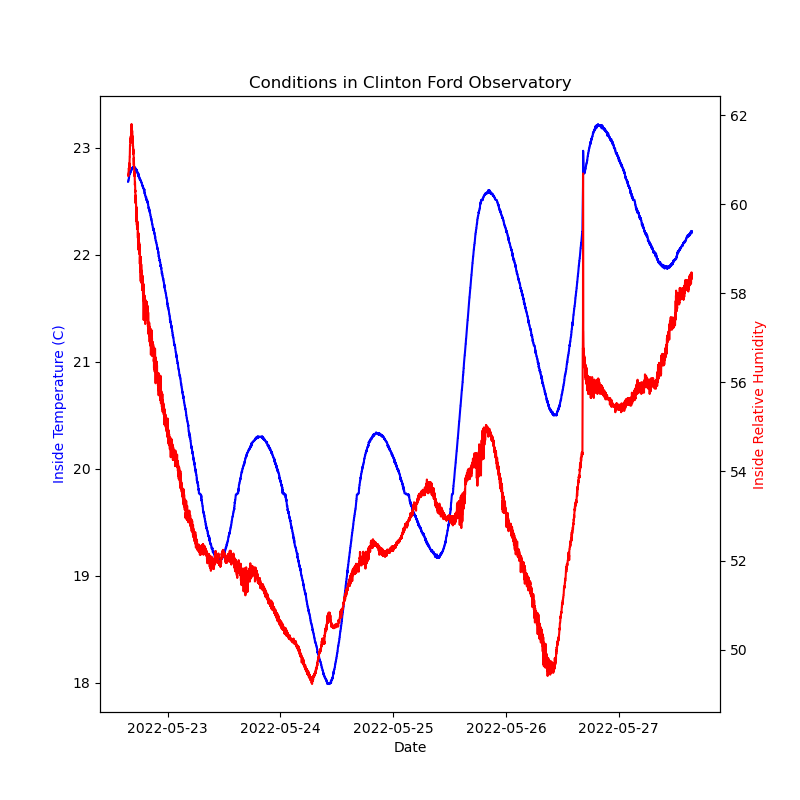 Conditions in Clinton Ford Observatory
23
22
21
20
19
18
Inside Temperature (C)
62
60
58
56
54
52
50
Inside Relative Humidity
2022-05-23 2022-05-24 2022-05-25 2022-05-26 2022-05-27
Date